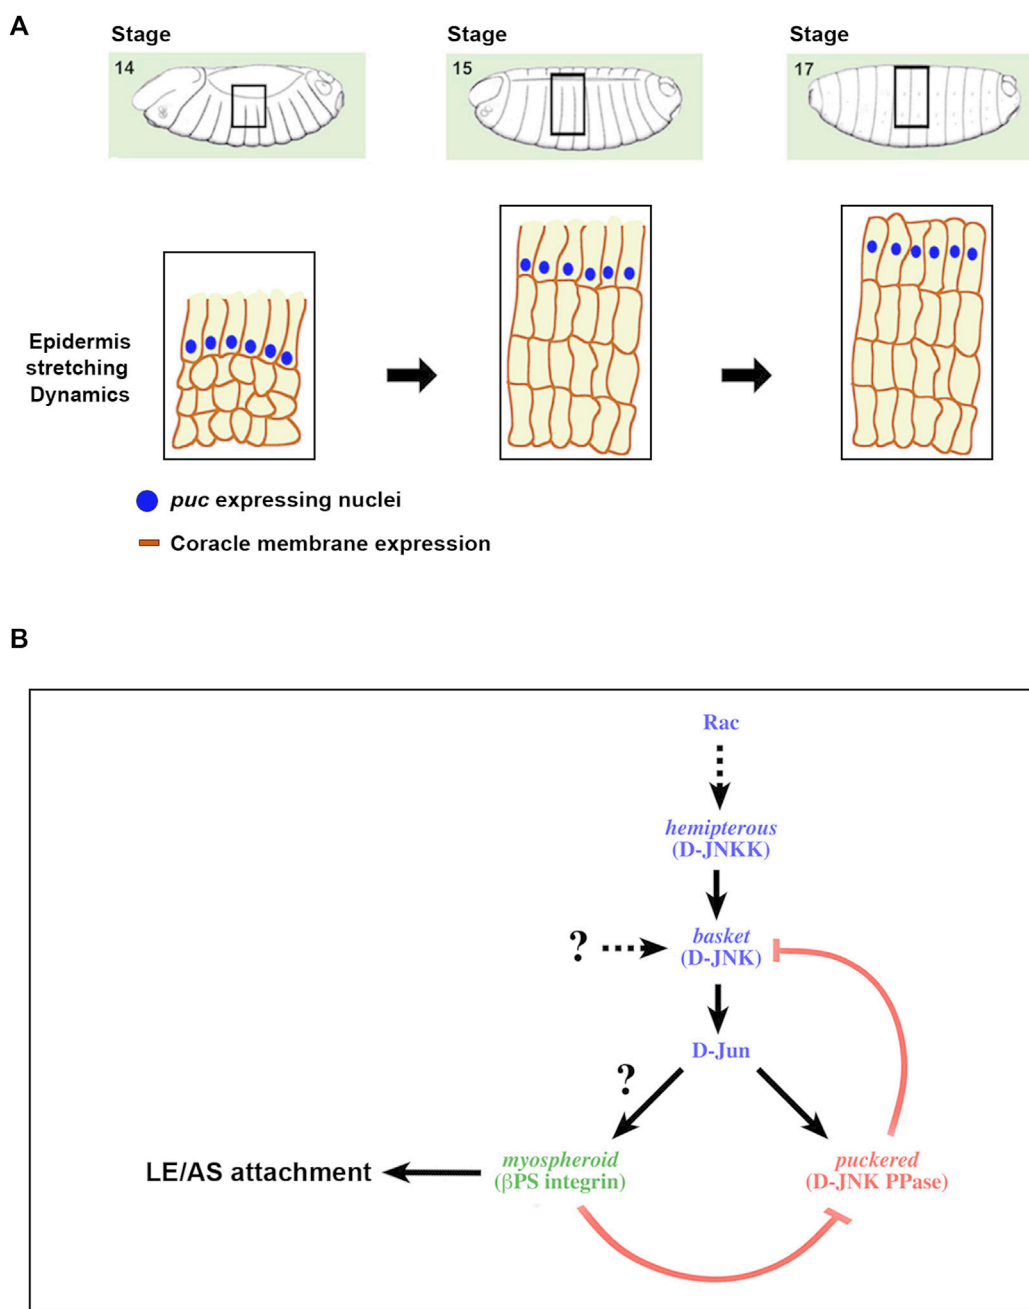 A
Stage
Stage
Stage
14
15
17
Epidermis
stretching
Dynamics
puc expressing nuclei
Coracle membrane expression
B
Rac
hemipterous
(D-JNKK)
?
basket
(D-JNK)
D-Jun
?
LE/AS attachment
myospheroid
(βPS integrin)
puckered
(D-JNK PPase)